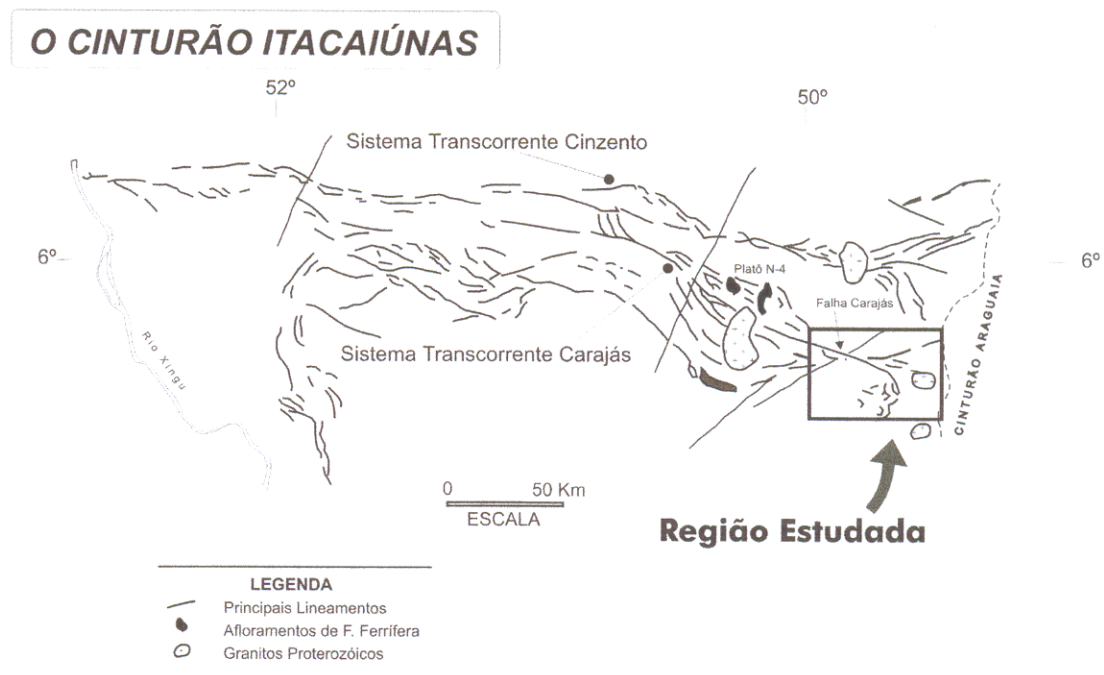 O CINTURÃO ITACAIÚNAS
52º
50º
Sistema Transcorrente Cinzento
6º
6º
Platô N-4
Falha Carajás
Rio Xingu
Sistema Transcorrente Carajás
CINTURÃO ARAGUAIA
0 50 Km
ESCALA
Região Estudada
LEGENDA
Principais Lineamentos
Afloramentos de F. Ferrífera
Granitos Proterozóicos